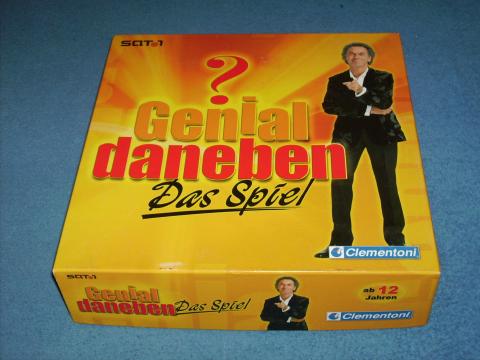 SAT.1
?
Genial
daneben
Das Spiel
Clementoni
SAT.1
Genial
daneben Das Spiel
ab 12
Jahren
Clementoni